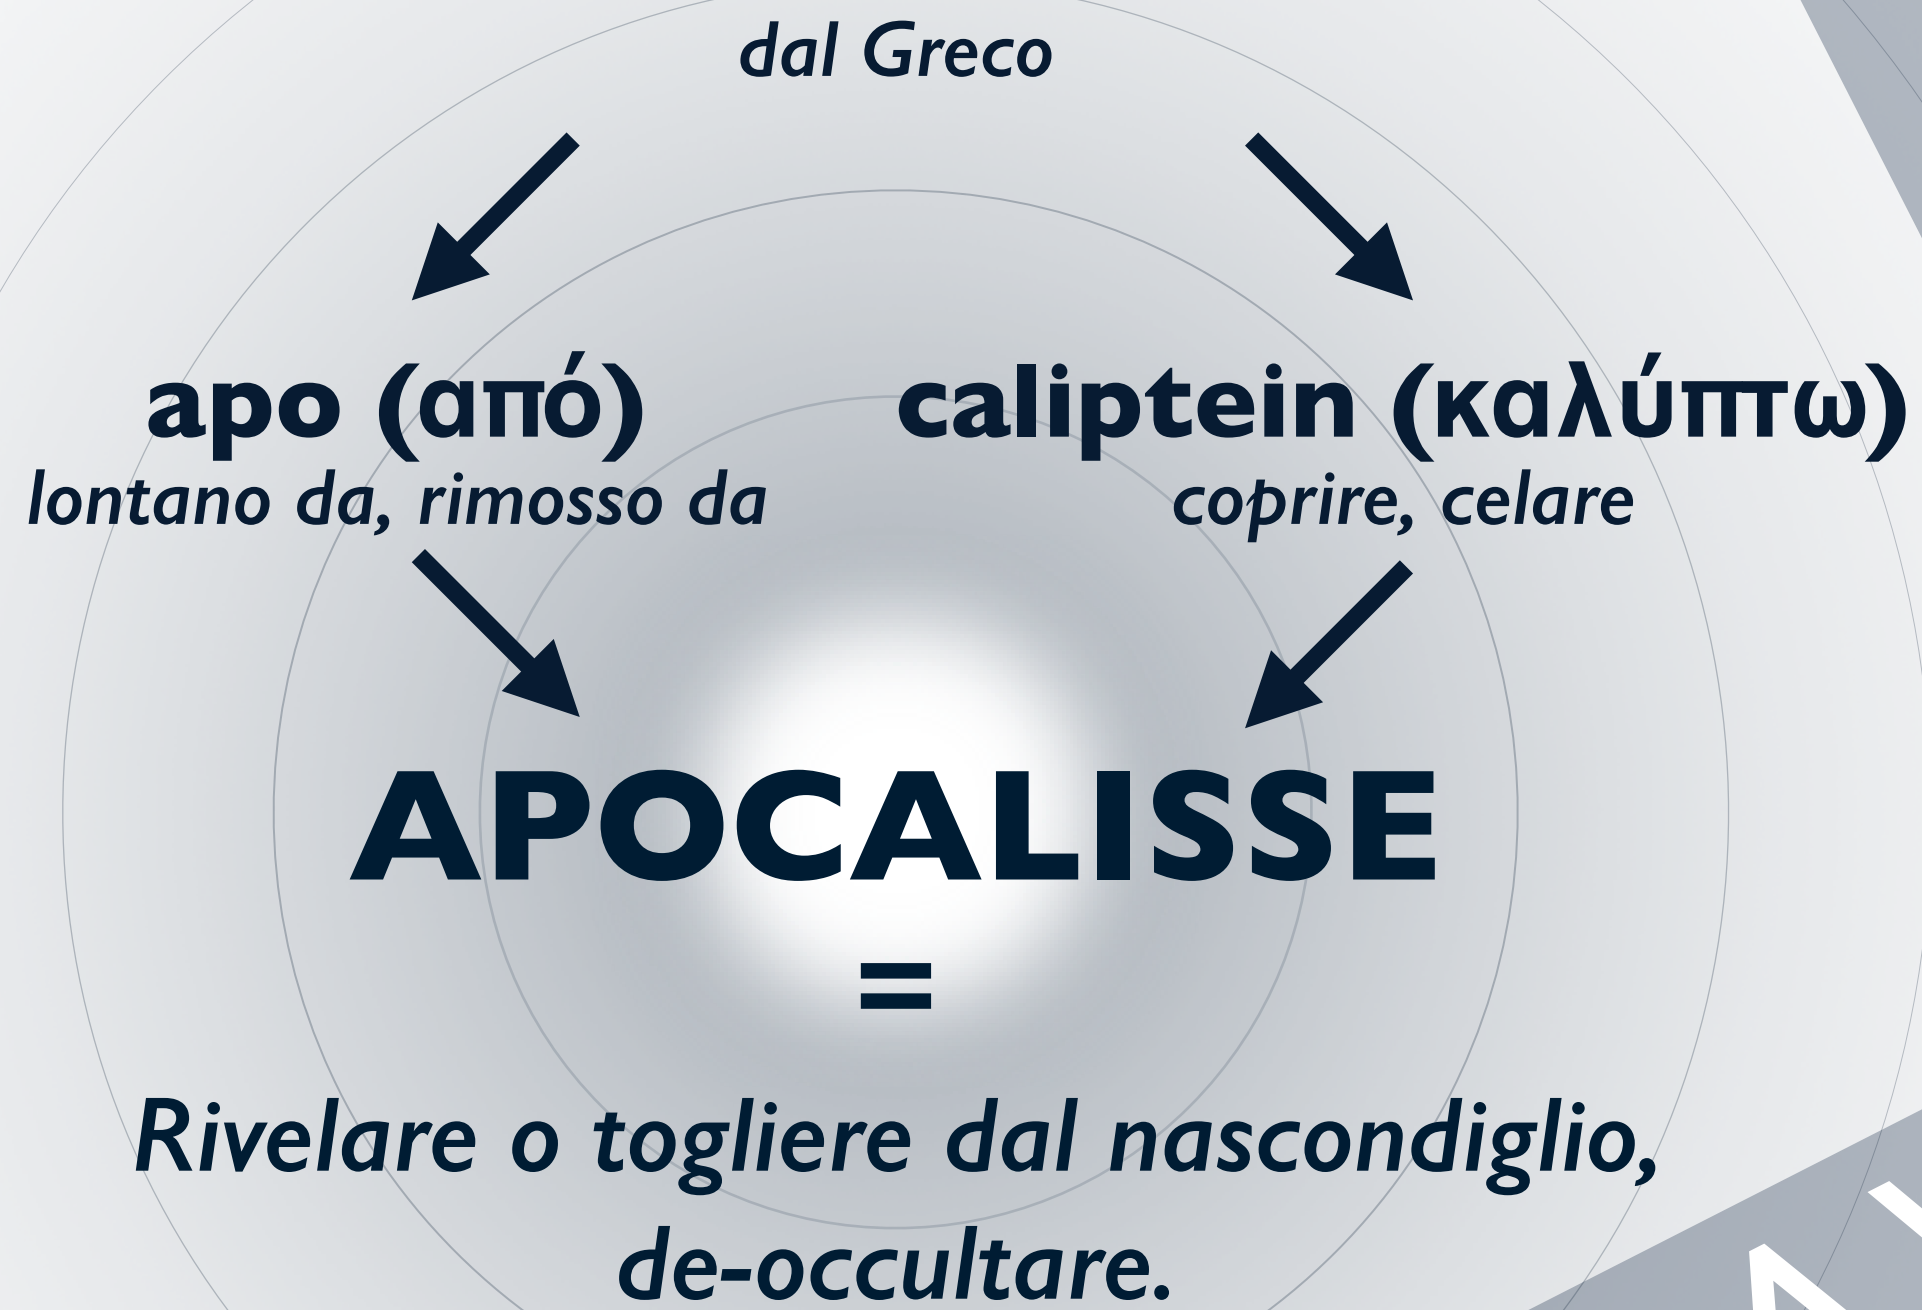 dal Greco
apo (από)
caliptein (καλύπτω)
lontano da, rimosso da
coprire, celare
APOCALISSE
=
Rivelare o togliere dal nascondiglio,
de-occultare.